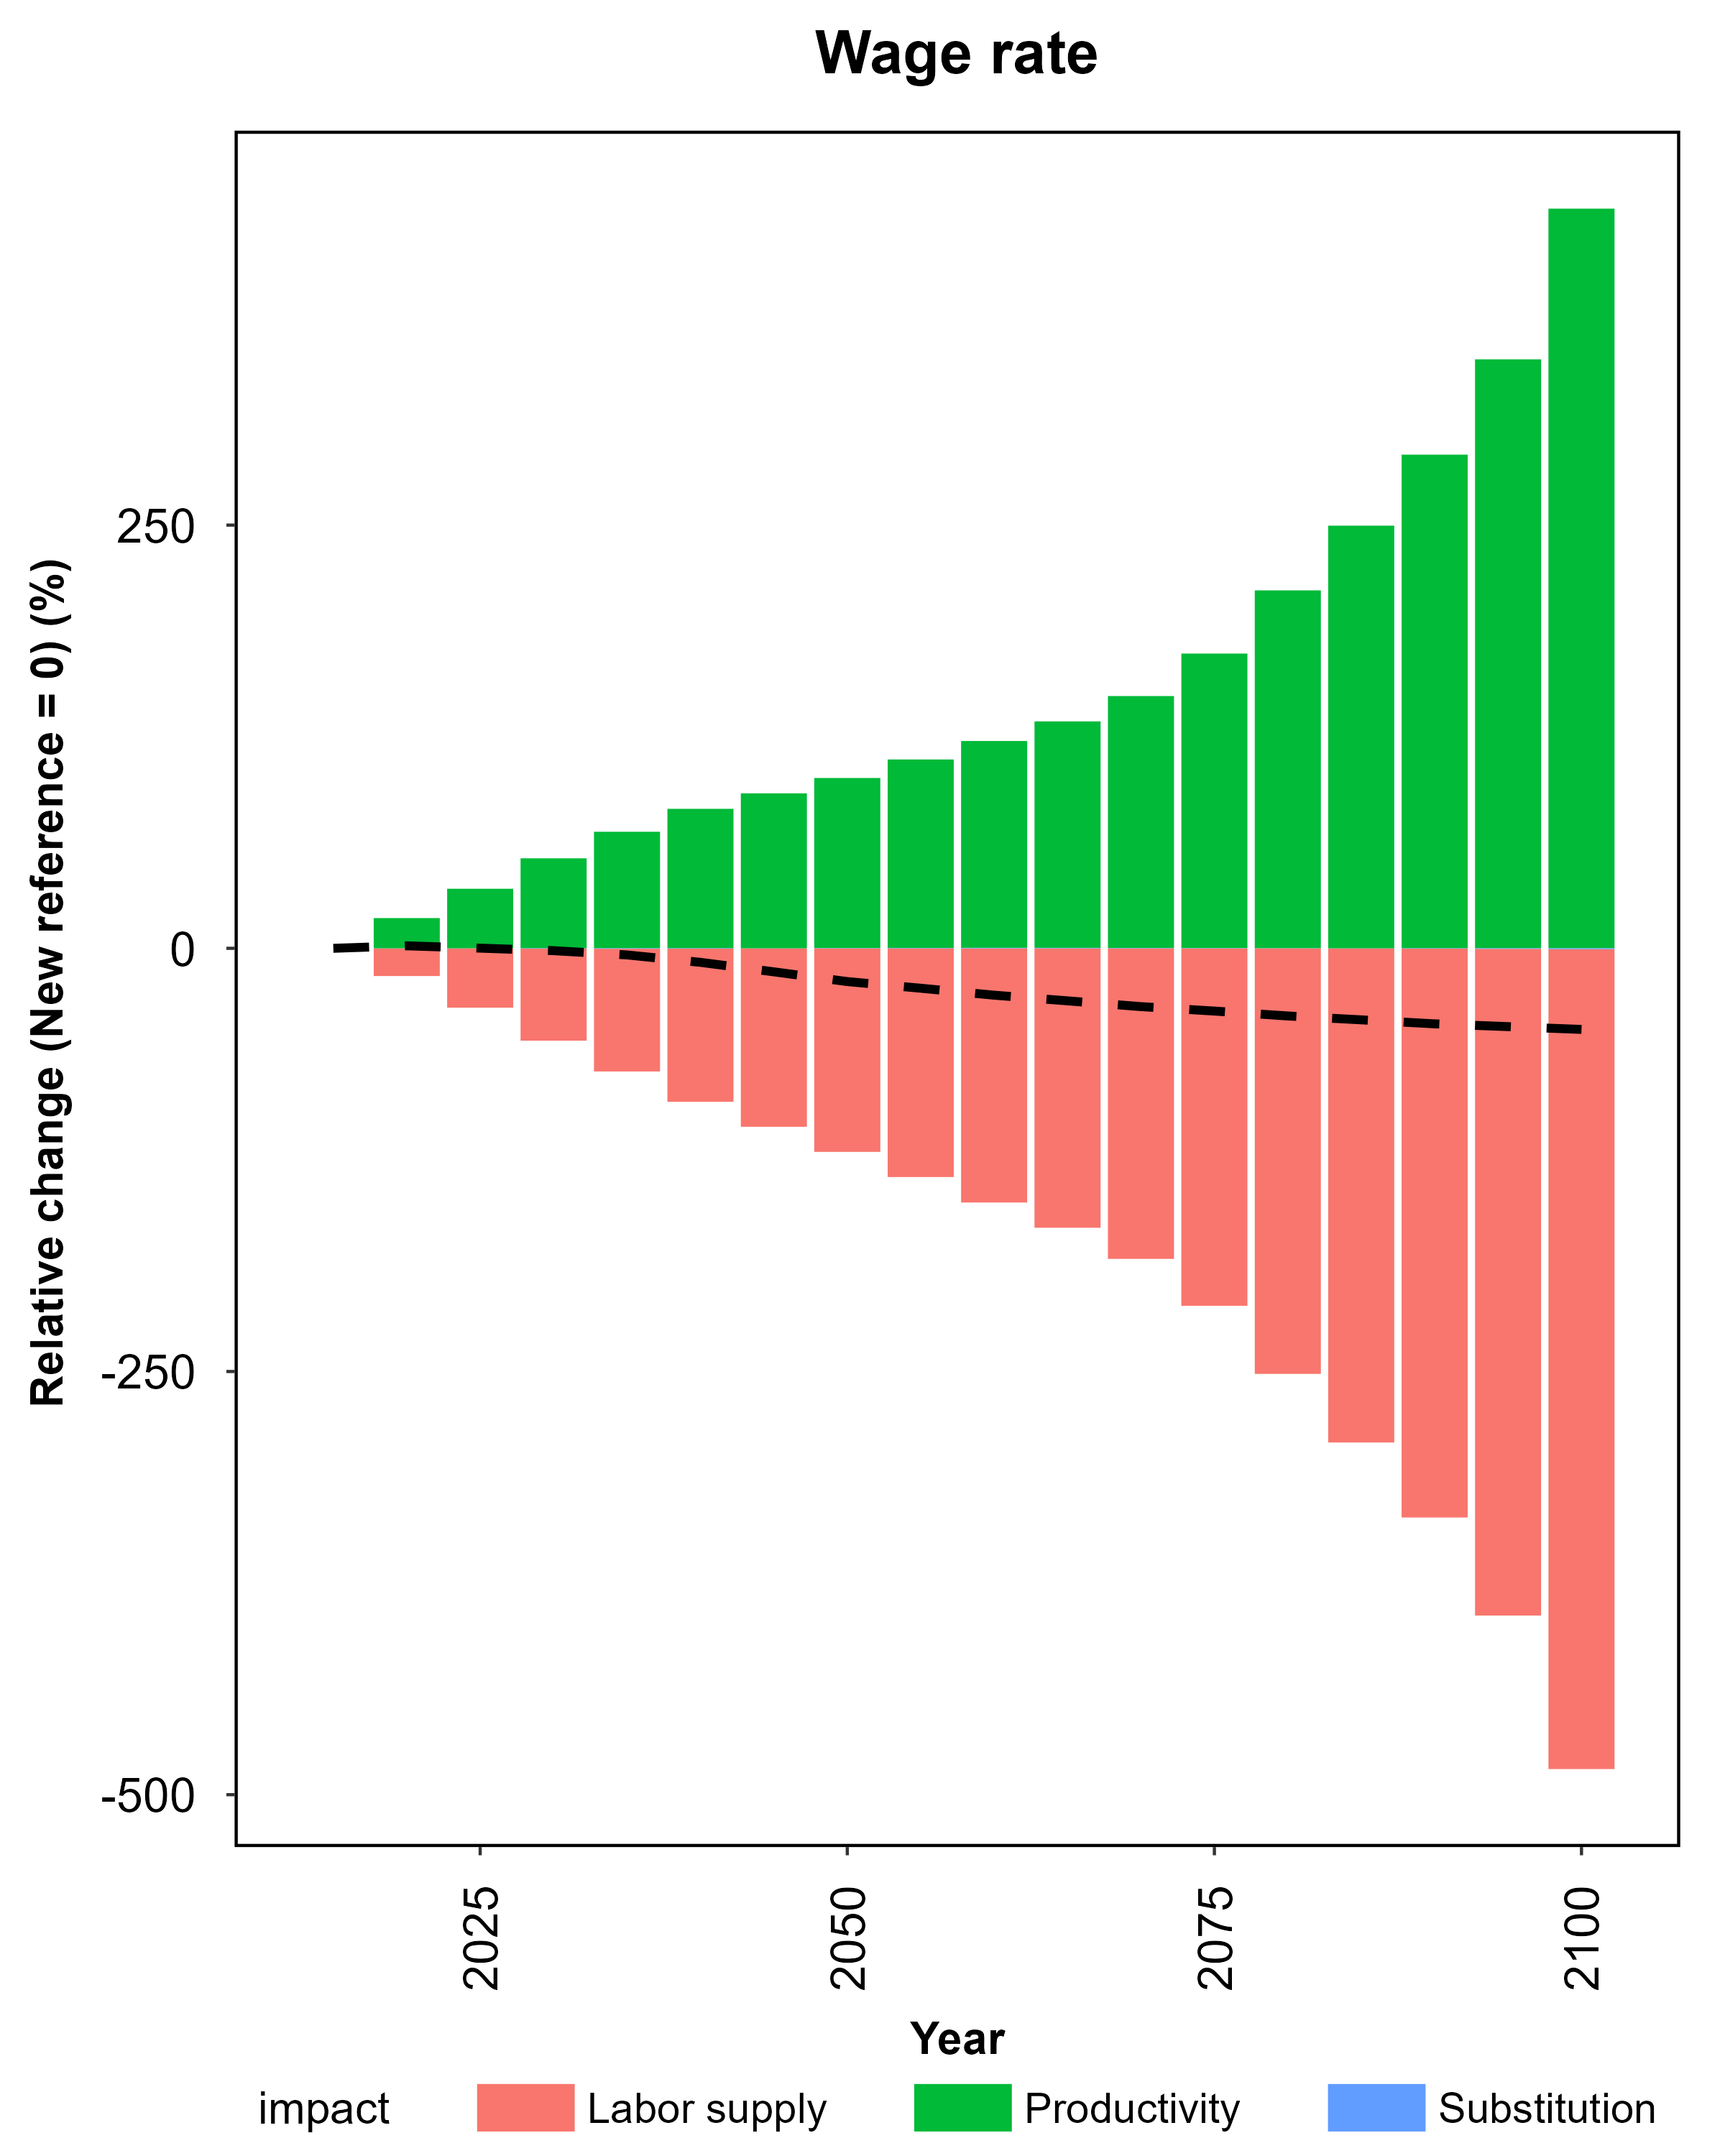 Wage rate
Relative change (New reference = 0) (%)
250
0
-250
-500
2025
2050
2075
2100
Year
impact
Labor supply
Productivity
Substitution